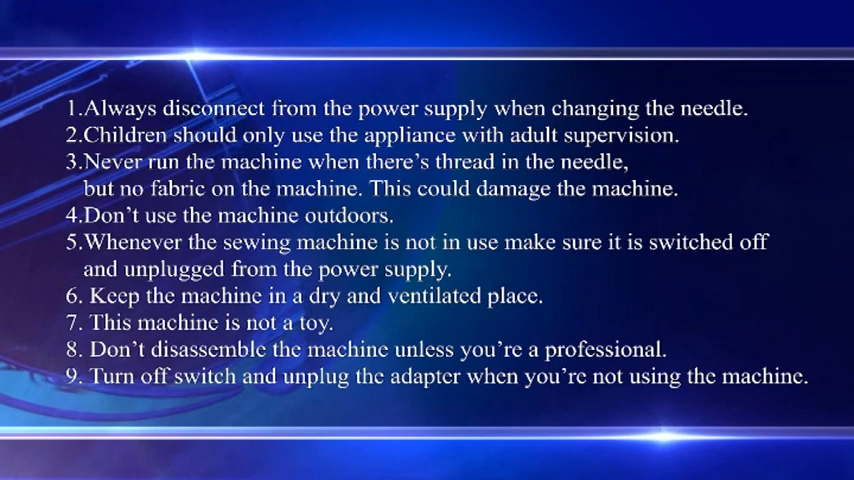 1.Always disconnect from the power supply when changing the needle.
2.Children should only use the appliance with adult supervision.
3.Never run the machine when there’s thread in the needle,
but no fabric on the machine. This could damage the machine.
4.Don’t use the machine outdoors.
5.Whenever the sewing machine is not in use make sure it is switched off
and unplugged from the power supply.
6. Keep the machine in a dry and ventilated place.
7. This machine is not a toy.
8. Don’t disassemble the machine unless you’re a professional.
9. Turn off switch and unplug the adapter when you’re not using the machine.